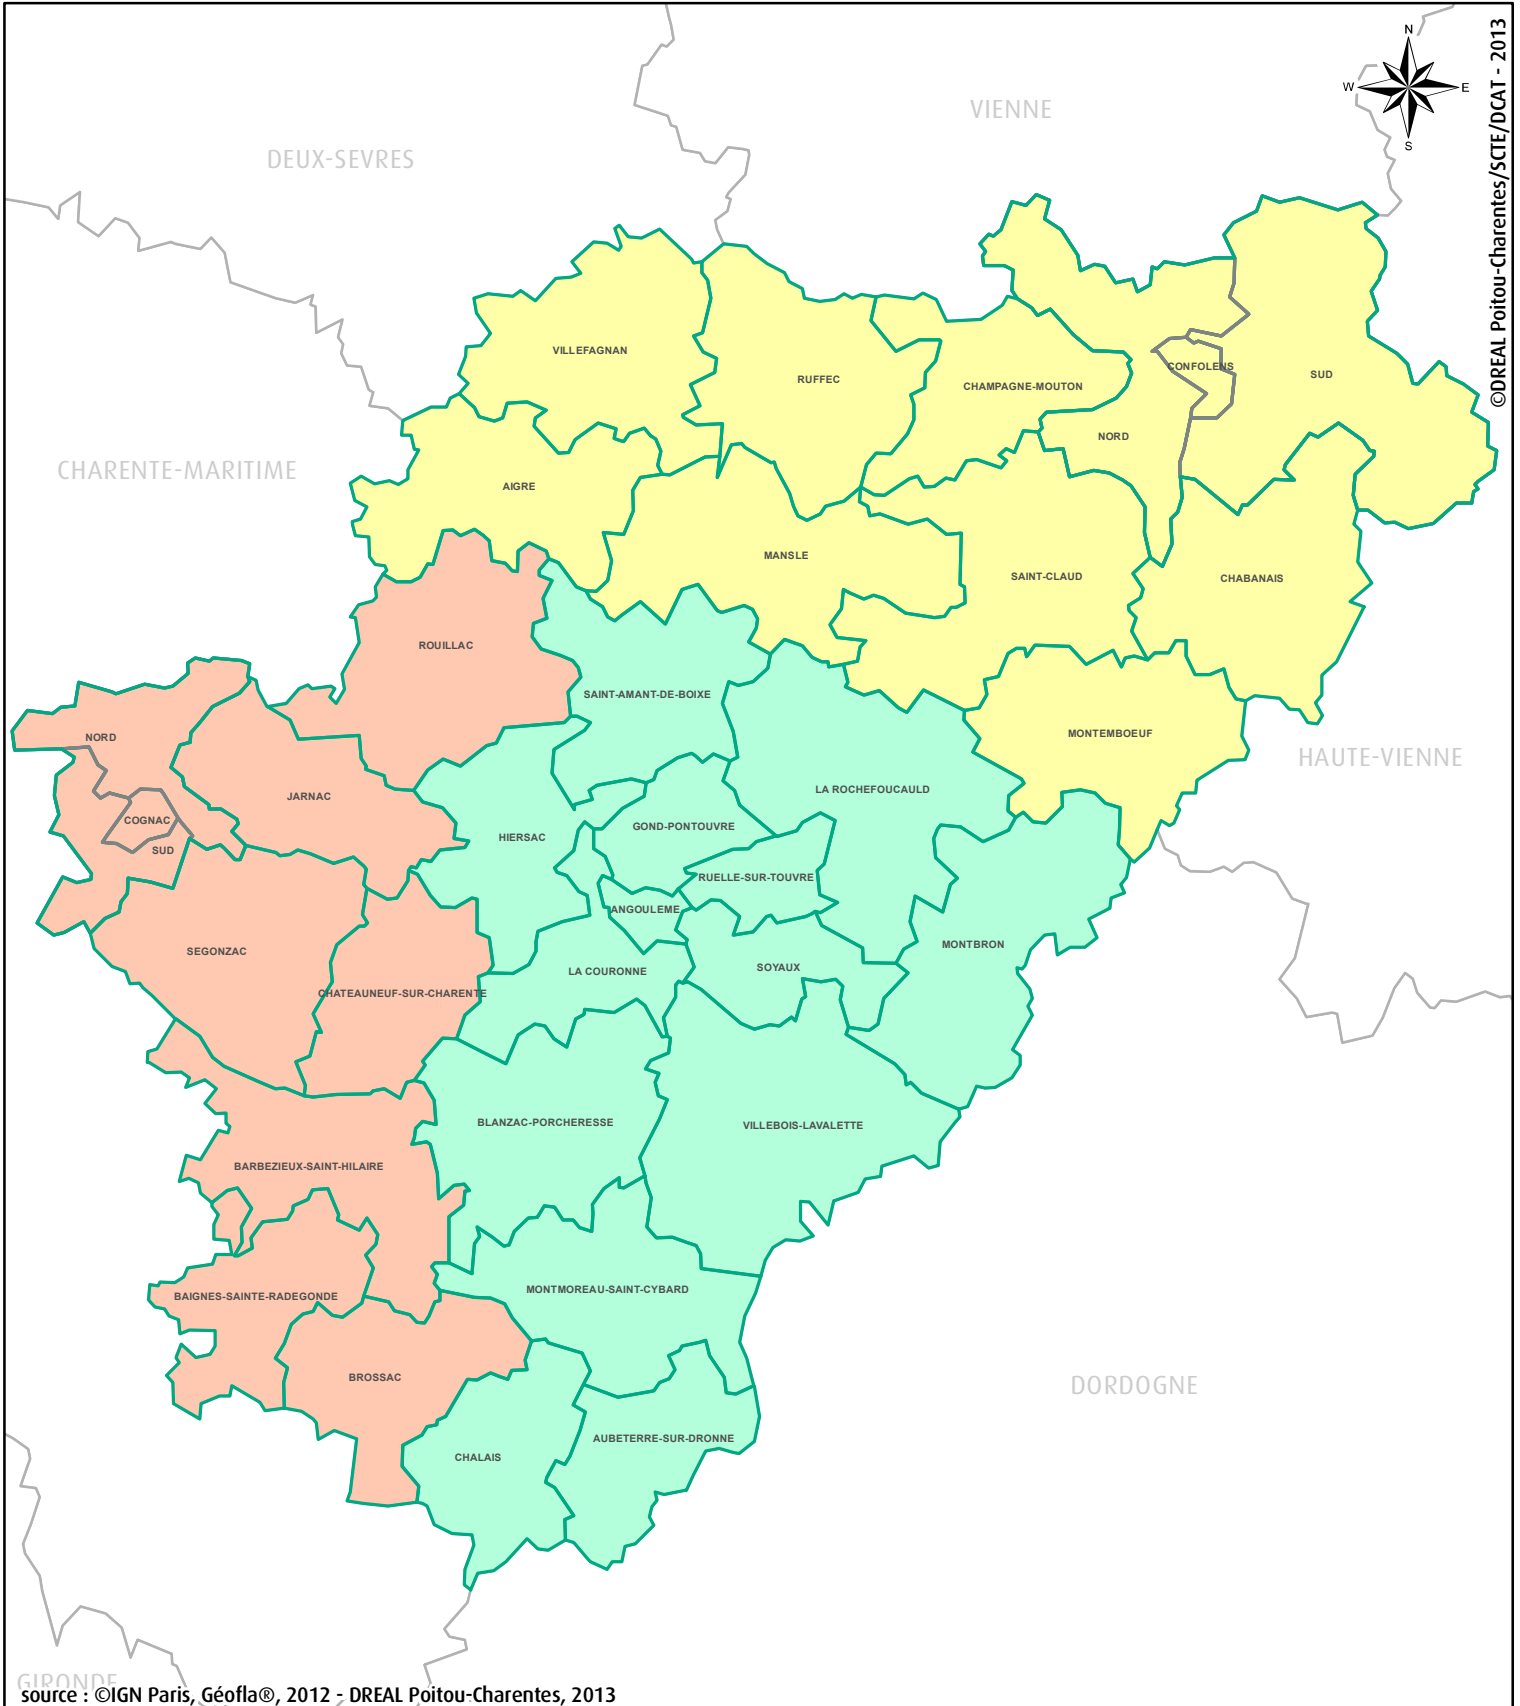 N
W
E
S
©DREAL Poitou-Charentes/SCTE/DCAT - 2013
VIENNE
DEUX-SEVRES
CHARENTE-MARITIME
HAUTE-VIENNE
DORDOGNE
GIRONDE
VILLEFAGNAN
RUFFEC
CHAMPAGNE-MOUTON
CONFOLENS
SUD
NORD
AIGRE
MANSLE
SAINT-CLAUD
CHABANAIS
ROUILLAC
SAINT-AMANT-DE-BOIXE
MONTEMBOEUF
NORD
JARNAC
LA ROCHEFOUCAULD
COGNAC
SUD
HIERSAC
GOND-PONTOUVRE
RUELLE-SUR-TOUVRE
ANGOULEME
MONTBRON
SEGONZAC
LA COURONNE
SOYAUX
CHATEAUNEUF-SUR-CHARENTE
BLANZAC-PORCHERESSE
VILLEBOIS-LAVALETTE
BARBEZIEUX-SAINT-HILAIRE
MONTMOREAU-SAINT-CYBARD
BAIGNES-SAINTE-RADEGONDE
BROSSAC
AUBETERRE-SUR-DRONNE
CHALAIS
source : ©IGN Paris, Géofla®, 2012 - DREAL Poitou-Charentes, 2013